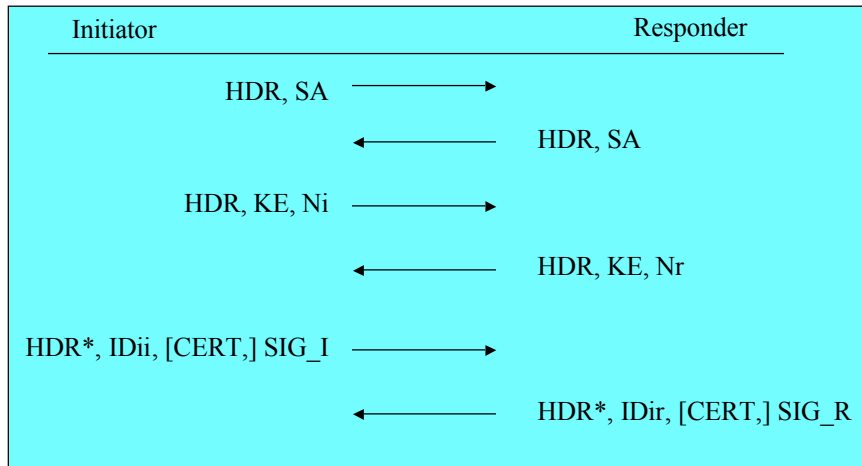 Initiator Responder
HDR, SA
HDR, SA
HDR, KE, Ni
HDR, KE, Nr
HDR*, IDii, [CERT,] SIG_I
HDR*, IDir, [CERT,] SIG_R